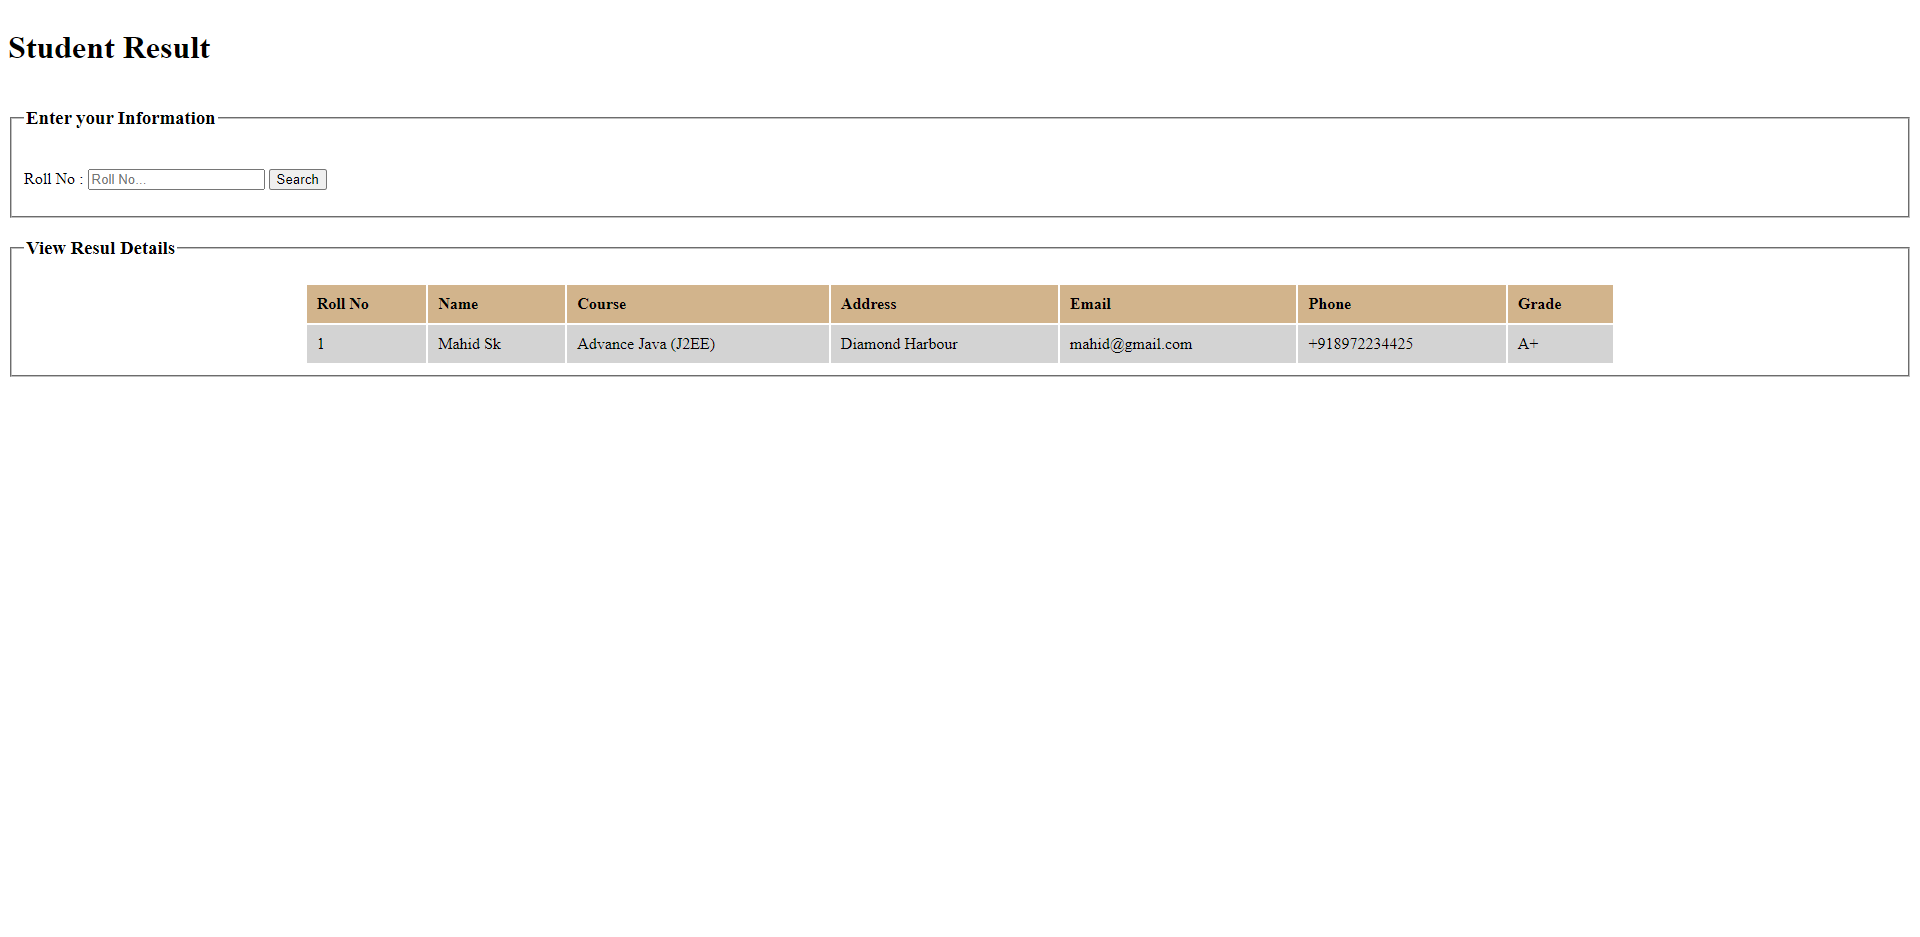 Student Result
Enter your Information
Roll No : Roll No... Search
View Resul Details
Roll No Name Course Address Email Phone Grade
1 Mahid Sk Advance Java (J2EE) Diamond Harbour mahid@gmail.com +918972234425 A+